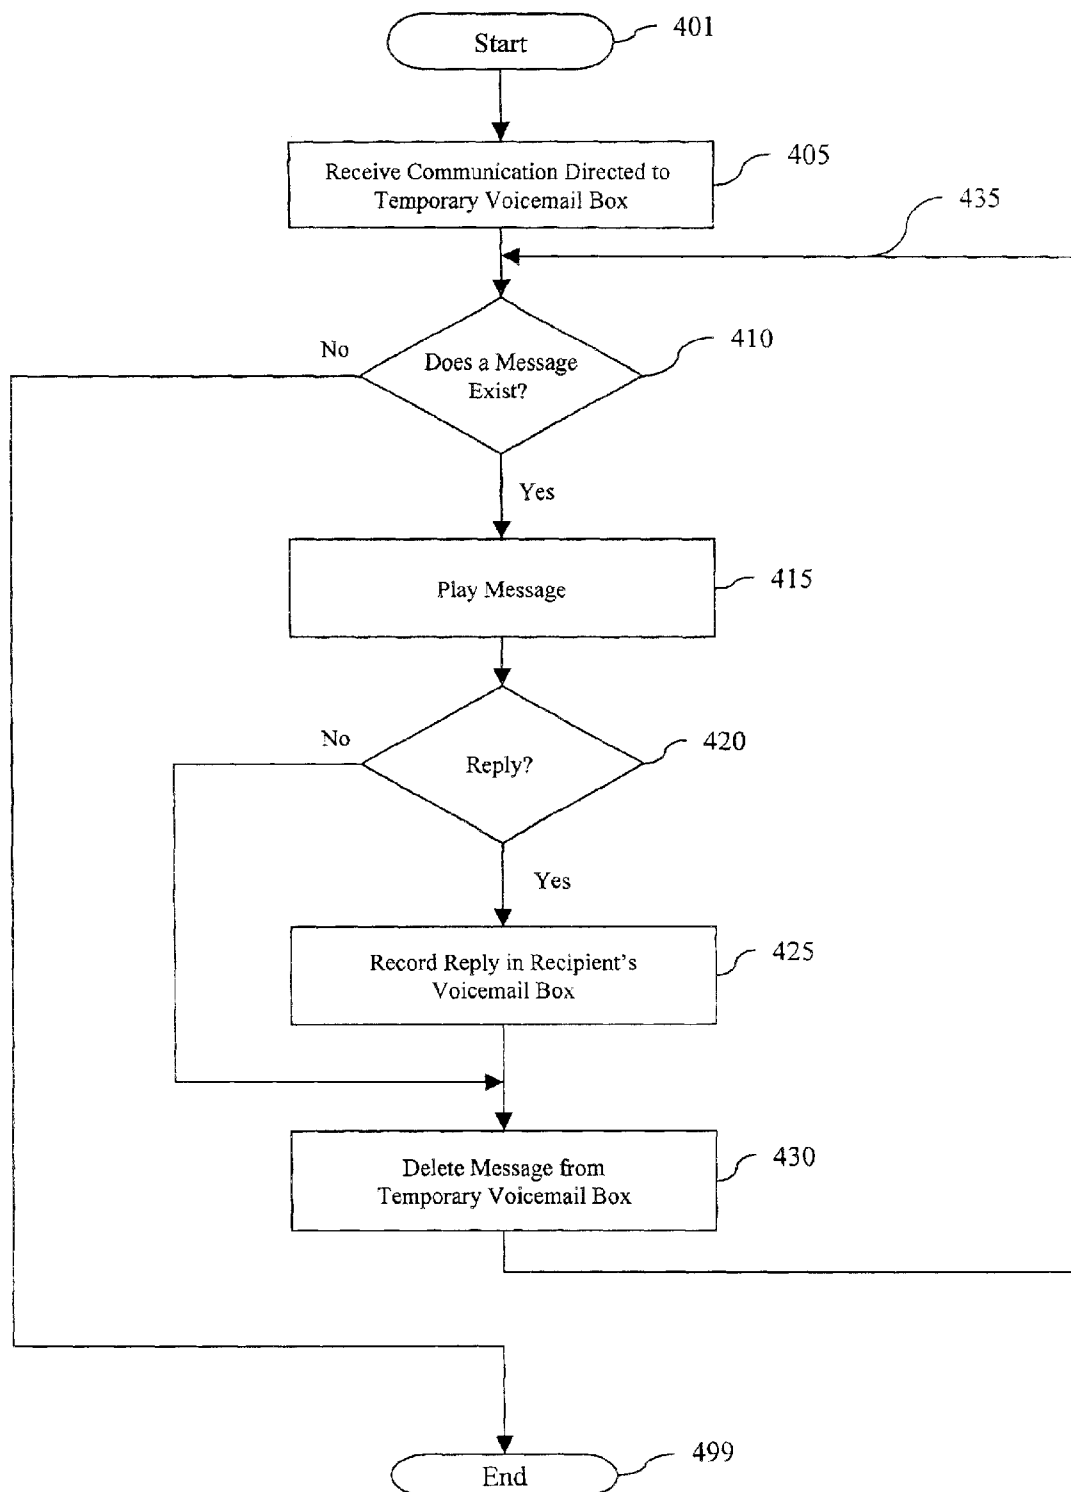 Start
401
Receive Communication Directed to
Temporary Voicemail Box
405
435
No
Does a Message
Exist?
410
Yes
Play Message
415
No
Reply?
420
Yes
Record Reply in Recipient's
Voicemail Box
425
Delete Message from
Temporary Voicemail Box
430
End
499